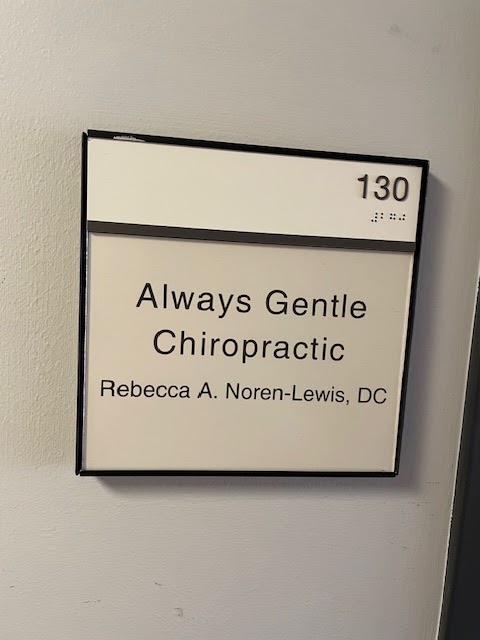 130
Always Gentle
Chiropractic
Rebecca A. Noren-Lewis, DC